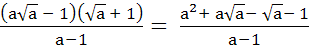 (a√a − 1)(√a + 1) / a−1 = a²+ a√a− √a− 1 / a−1